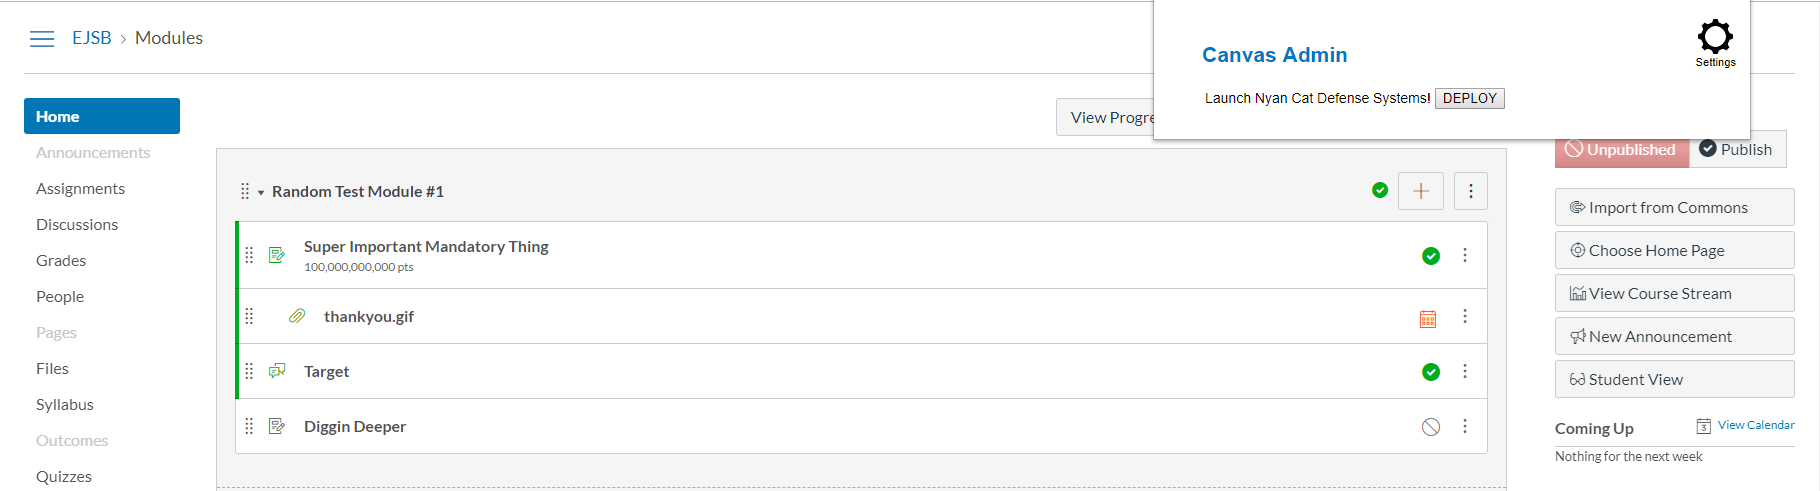 EJSB > Modules
Canvas Admin
Settings
Launch Nyan Cat Defense Systems! DEPLOY
Home
Announcements
Assignments
Discussions
Grades
People
Pages
Files
Syllabus
Outcomes
Quizzes
View Progre
Random Test Module #1
Super Important Mandatory Thing
100,000,000,000 pts
thankyou.gif
Target
Diggin Deeper
Unpublished Publish
Import from Commons
Choose Home Page
View Course Stream
New Announcement
Student View
Coming Up 3 View Calendar
Nothing for the next week